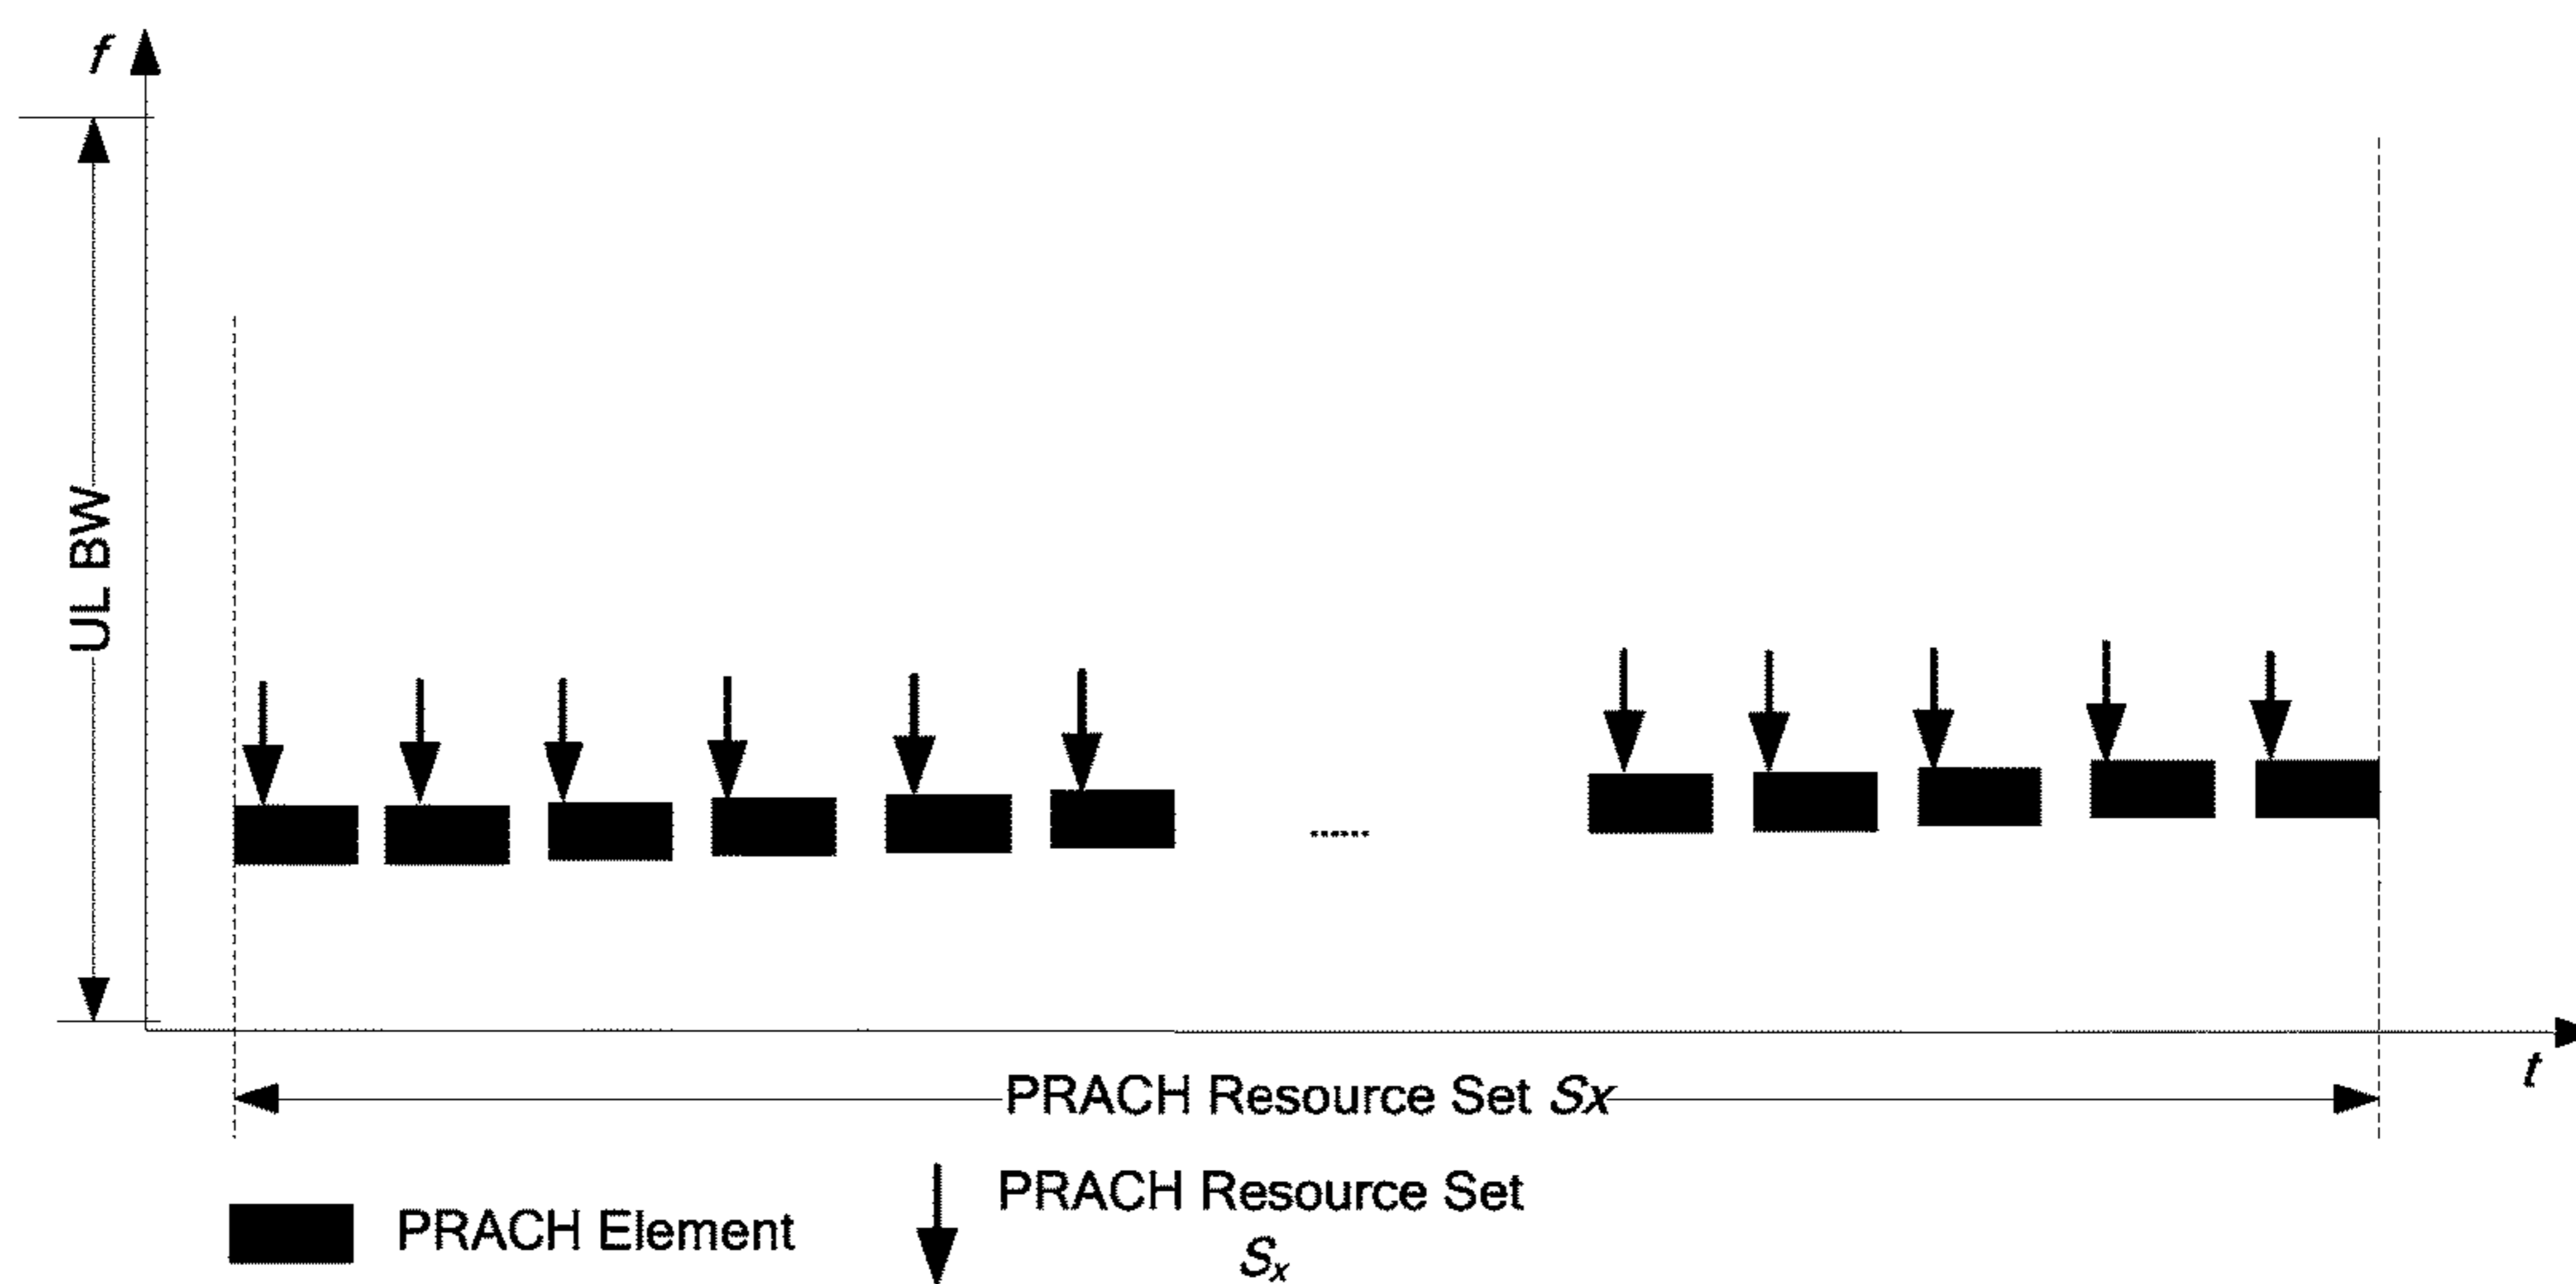 f
UL BW
......
t
PRACH Resource Set Sx
PRACH Element
PRACH Resource Set
Sx